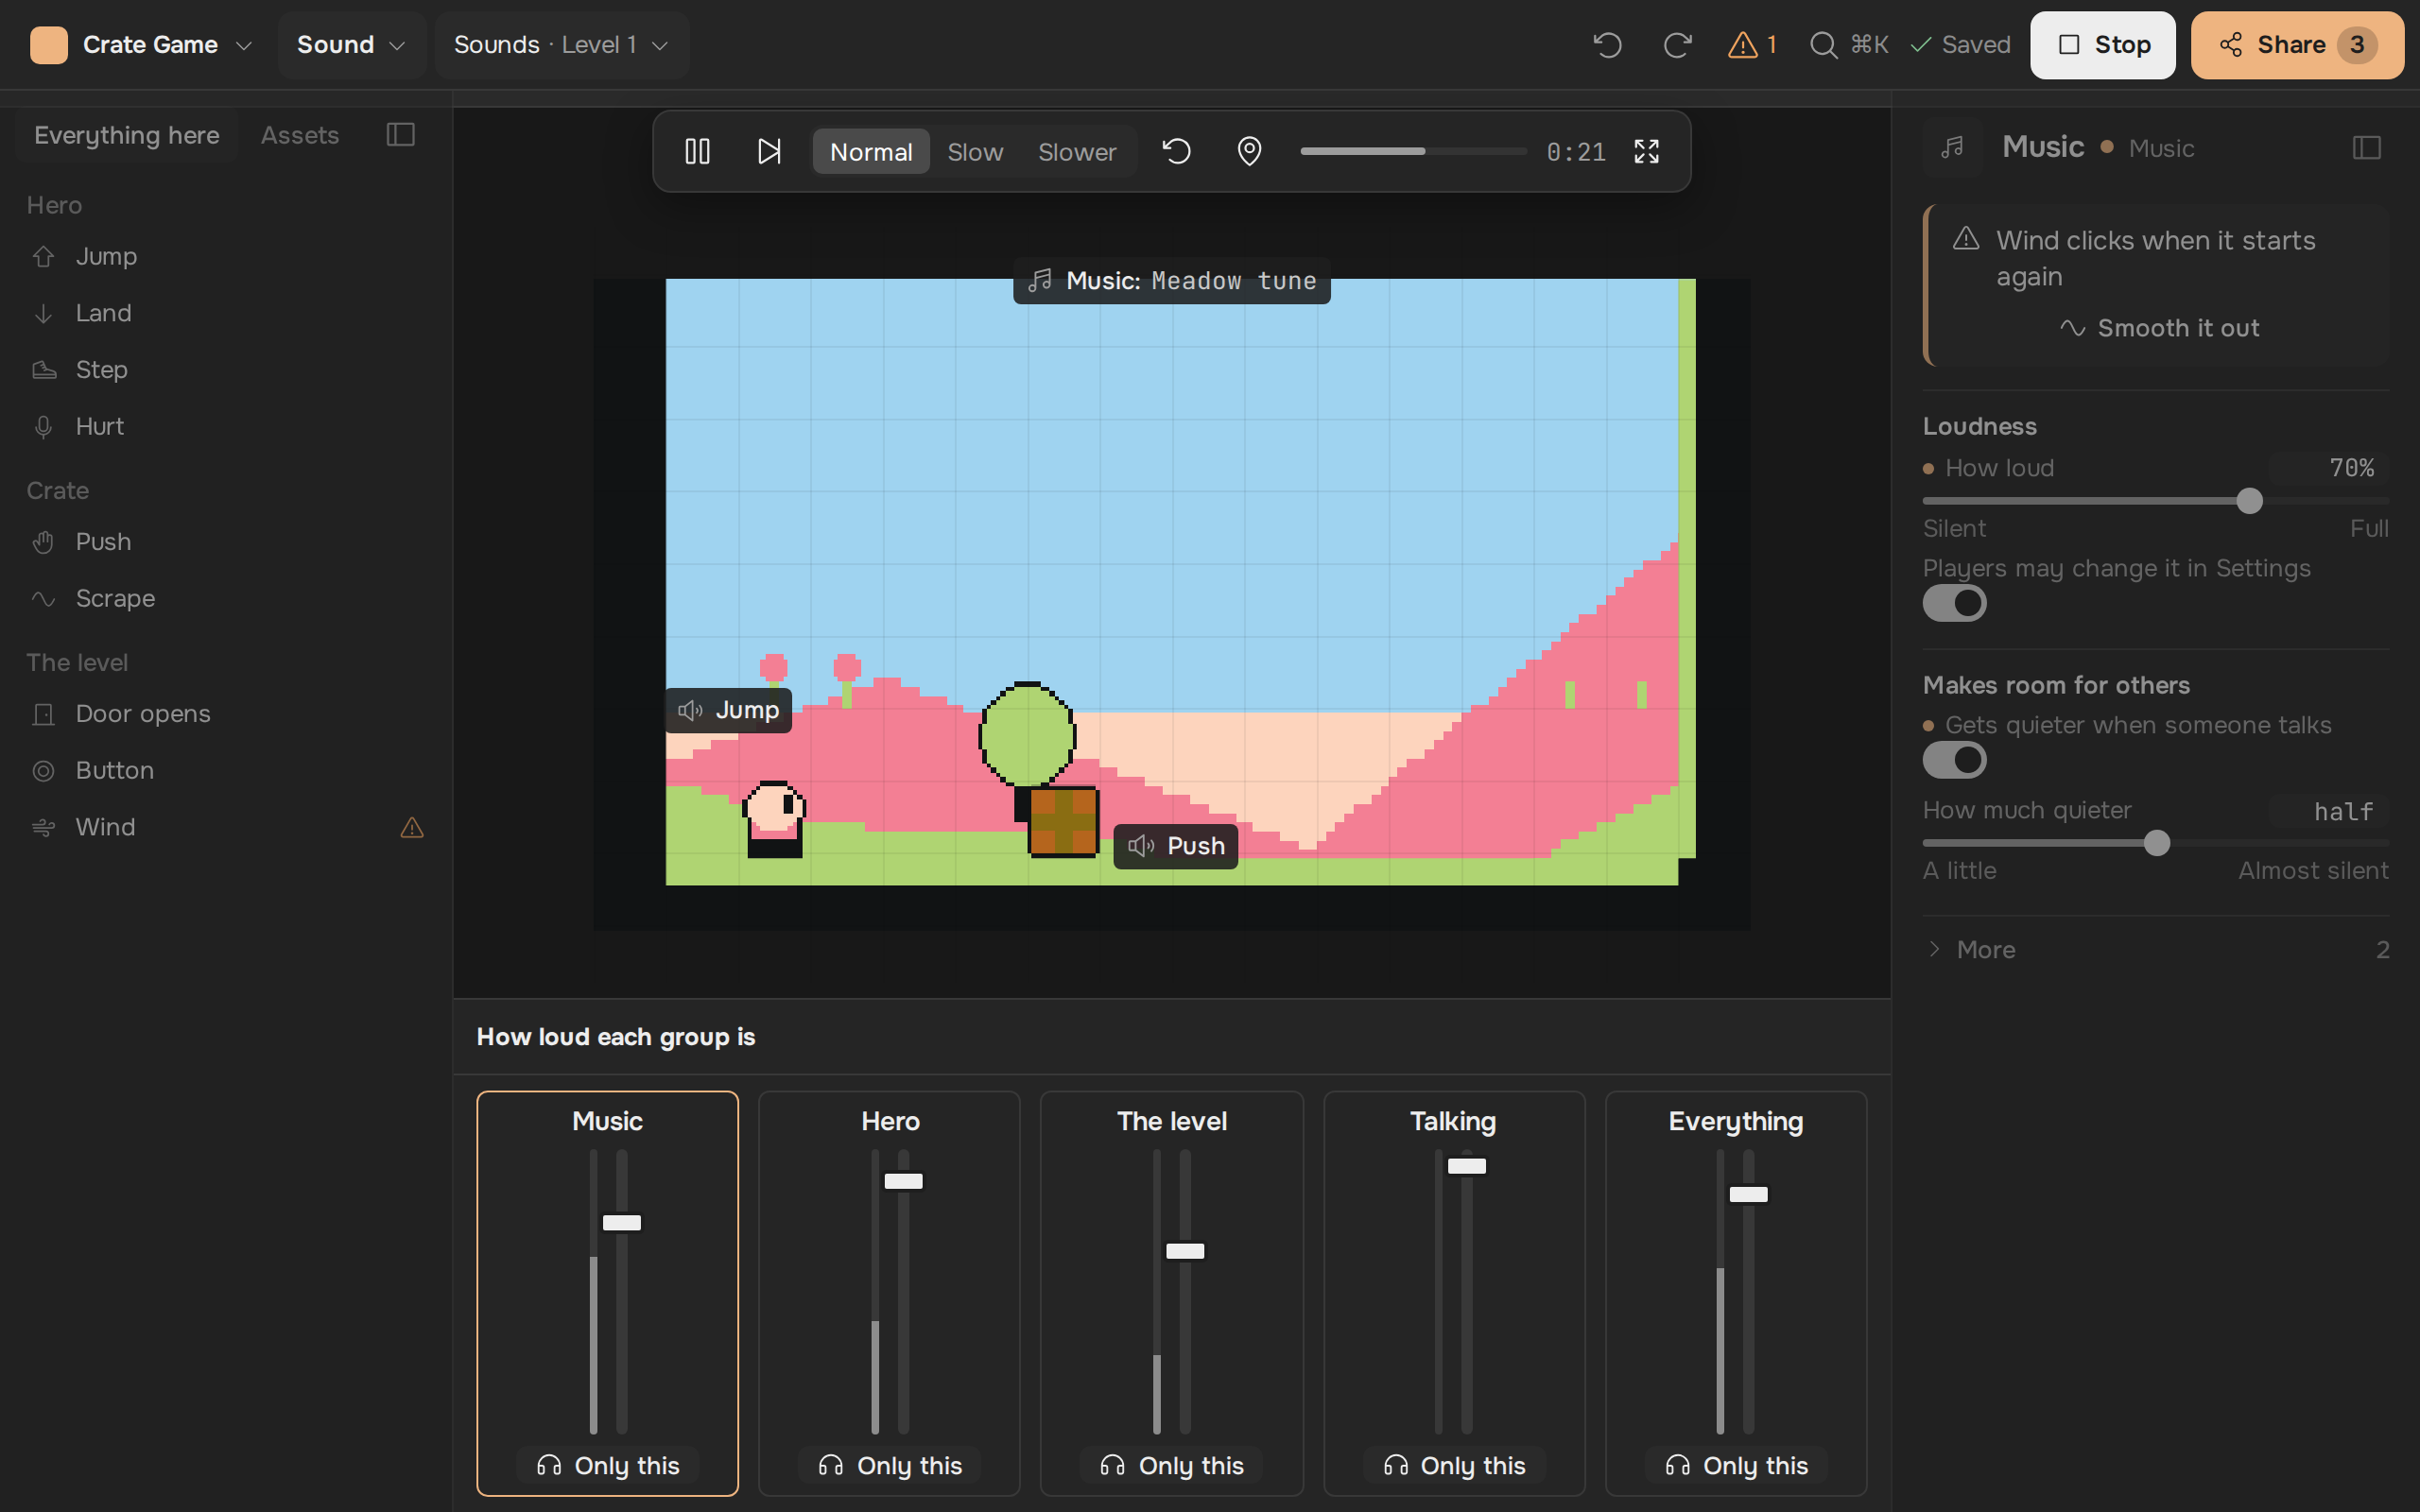 Crate Game
Sound
Sounds · Level 1
1
⌘K
Saved
Stop
Share 3
Everything here
Assets
Hero
Jump
Land
Step
Hurt
Crate
Push
Scrape
The level
Door opens
Button
Wind
Normal
Slow
Slower
0:21
Music: Meadow tune
Jump
Push
How loud each group is
Music
Hero
The level
Talking
Everything
Only this
Only this
Only this
Only this
Only this
Music
Music
Wind clicks when it starts
again
Smooth it out
Loudness
How loud
70%
Silent
Full
Players may change it in Settings
Makes room for others
Gets quieter when someone talks
How much quieter
half
A little
Almost silent
More
2